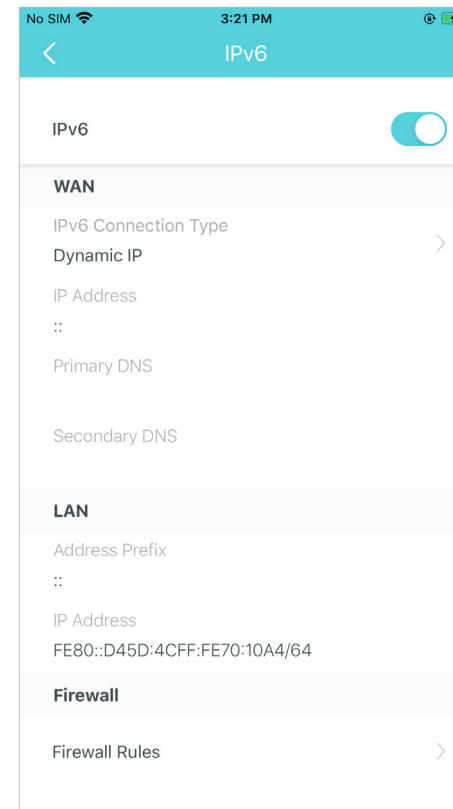 No SIM 3:21 PM
IPv6
IPv6
WAN
IPv6 Connection Type
Dynamic IP
IP Address
::
Primary DNS
Secondary DNS
LAN
Address Prefix
::
IP Address
FE80::D45D:4CFF:FE70:10A4/64
Firewall
Firewall Rules